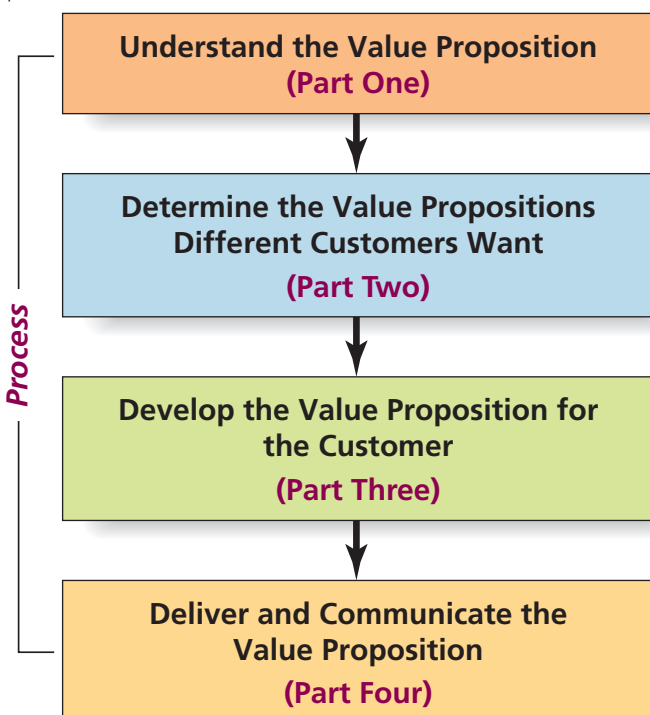 Understand the Value Proposition
(Part One)
Determine the Value Propositions
Different Customers Want
(Part Two)
Process
Develop the Value Proposition for
the Customer
(Part Three)
Deliver and Communicate the
Value Proposition
(Part Four)